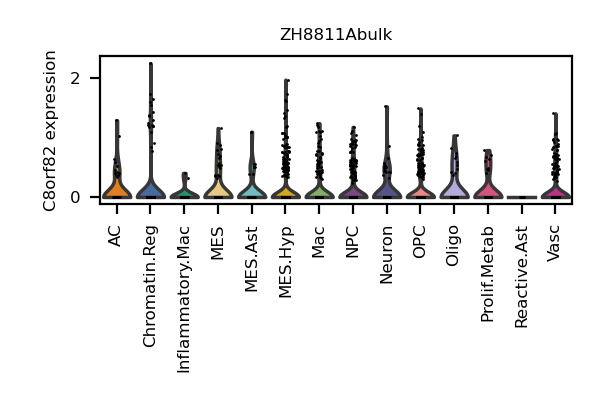 ZH8811Abulk
C8orf82 expression
2
0
AC
Chromatin.Reg
Inflammatory.Mac
MES
MES.Ast
MES.Hyp
Mac
NPC
Neuron
OPC
Oligo
Prolif.Metab
Reactive.Ast
Vasc